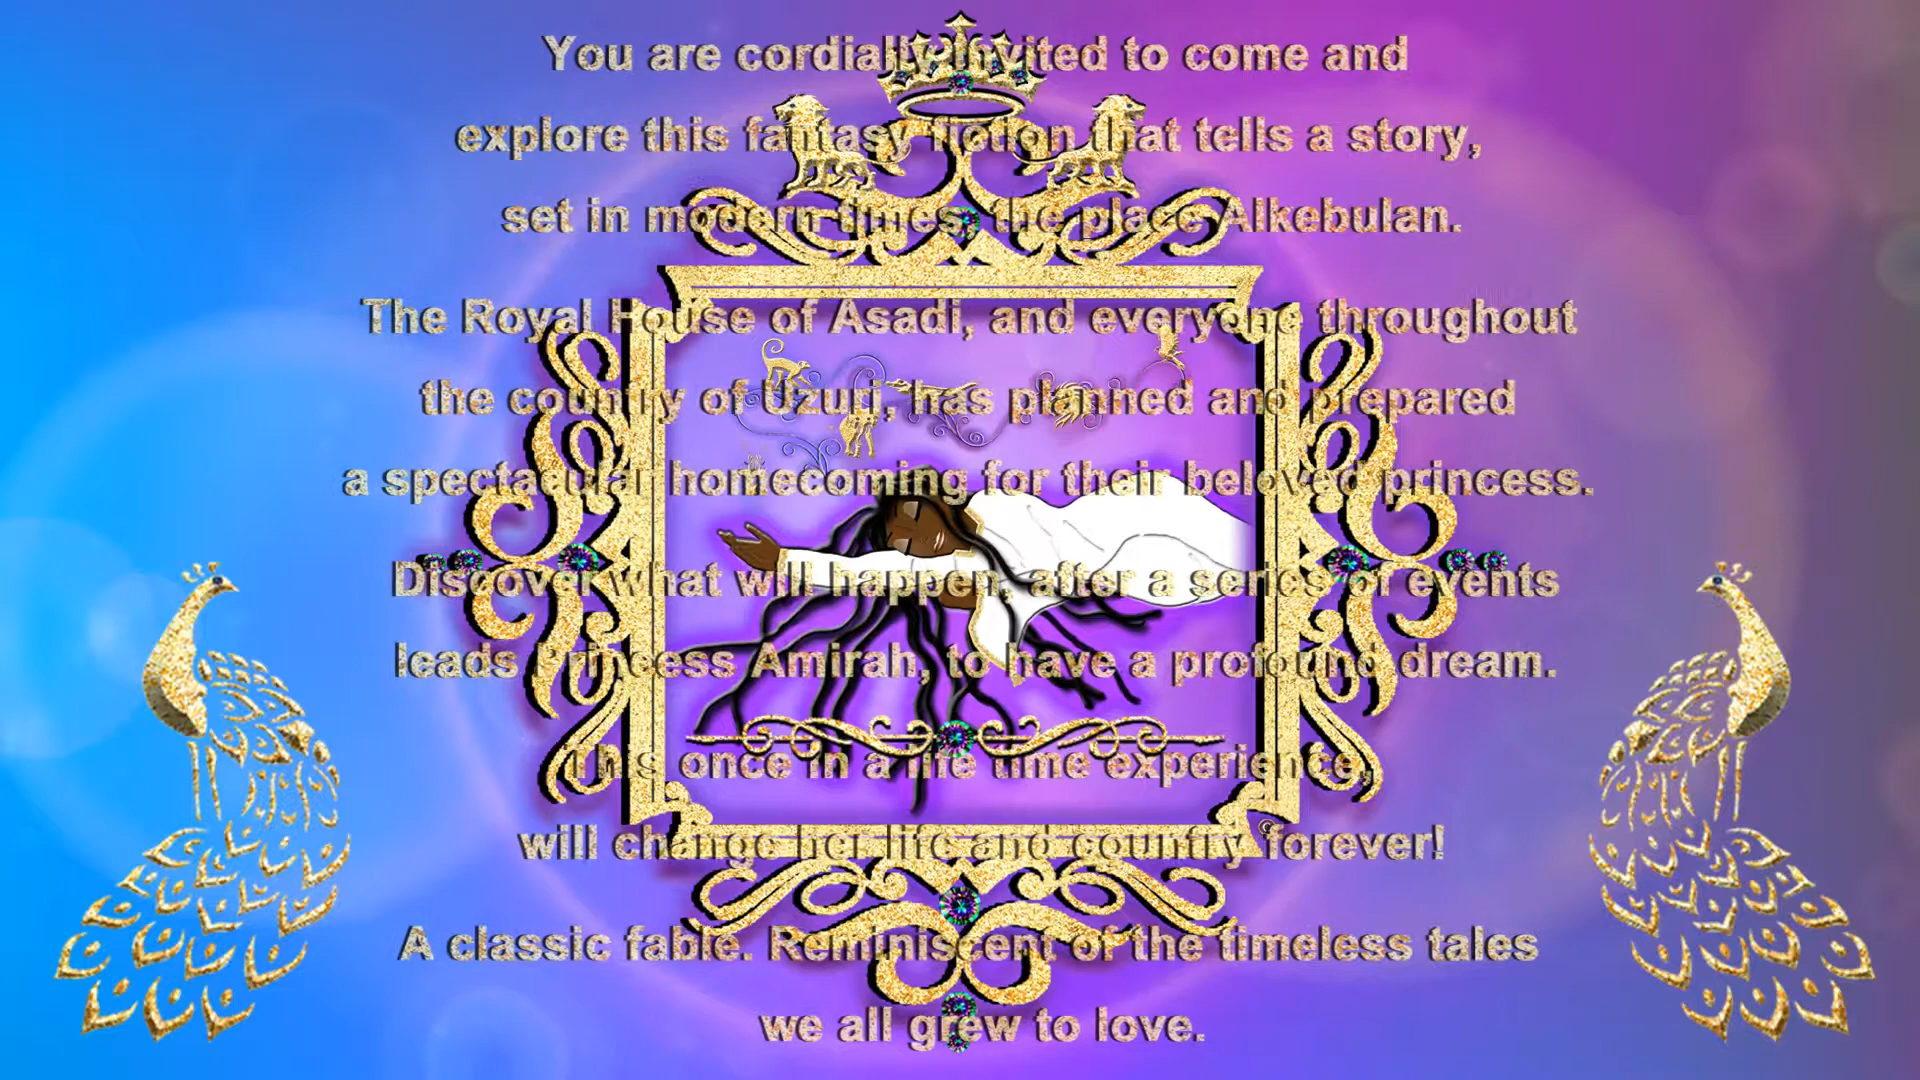 You are cordially invited to come and
explore this fantasy fiction that tells a story,
set in modern times, the place Alkebulan.
The Royal House of Asadi, and everyone throughout
the country of Uzuri, has planned and prepared
a spectacular homecoming for their beloved princess.
Discover what will happen, after a series of events
leads Princess Amirah, to have a profound dream.
This once in a life time experience,
will change her life and country forever!
A classic fable. Reminiscent of the timeless tales
we all grew to love.